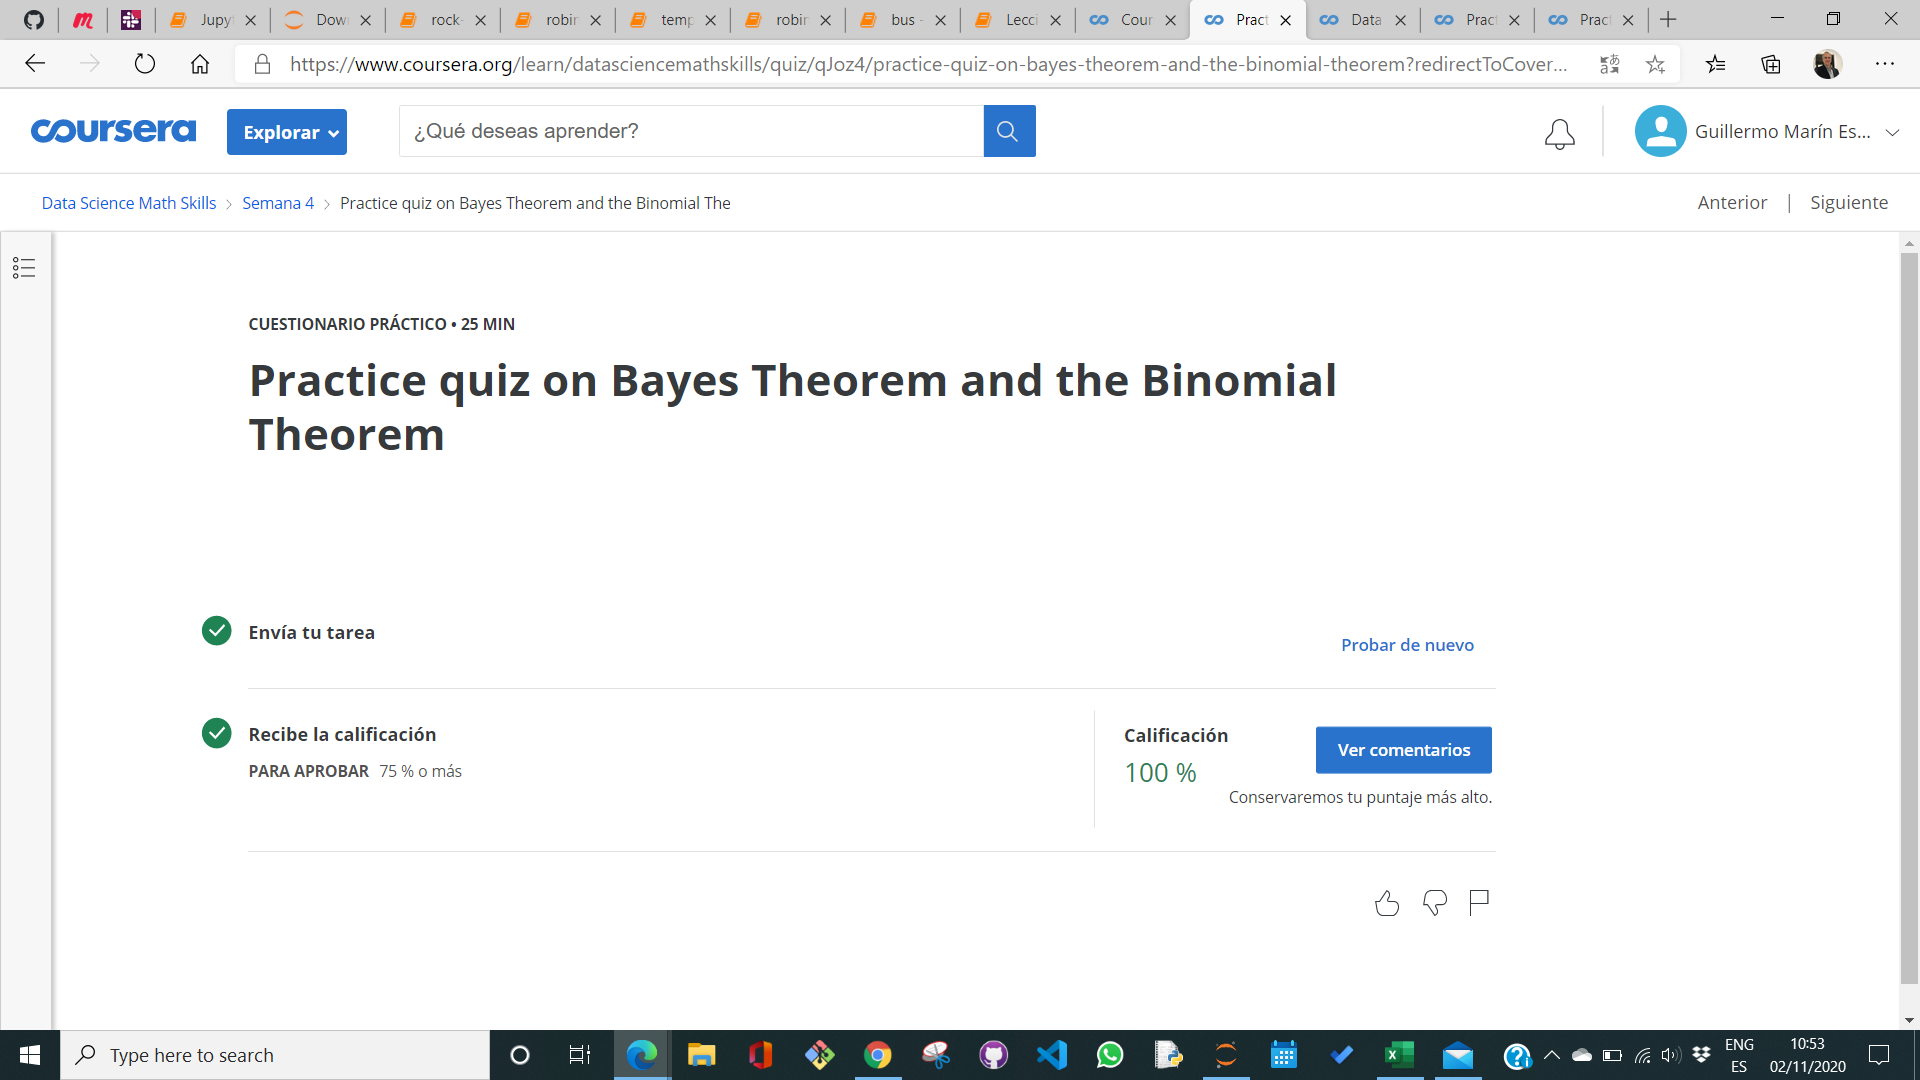 Jupy
Dow
rock-
robin
temp
robin
bus -
Lecci
Cour
Pract
Data
Pract
Pract
https://www.coursera.org/learn/datasciencemathskills/quiz/qJoz4/practice-quiz-on-bayes-theorem-and-the-binomial-theorem?redirectToCover...
coursera
Explorar
¿Qué deseas aprender?
Guillermo Marín Es...
Data Science Math Skills
Semana 4
Practice quiz on Bayes Theorem and the Binomial The
Anterior | Siguiente
CUESTIONARIO PRÁCTICO • 25 MIN
Practice quiz on Bayes Theorem and the Binomial
Theorem
Envía tu tarea
Probar de nuevo
Recibe la calificación
PARA APROBAR 75 % o más
Calificación
100 %
Ver comentarios
Conservaremos tu puntaje más alto.
Type here to search
ENG
ES
10:53
02/11/2020